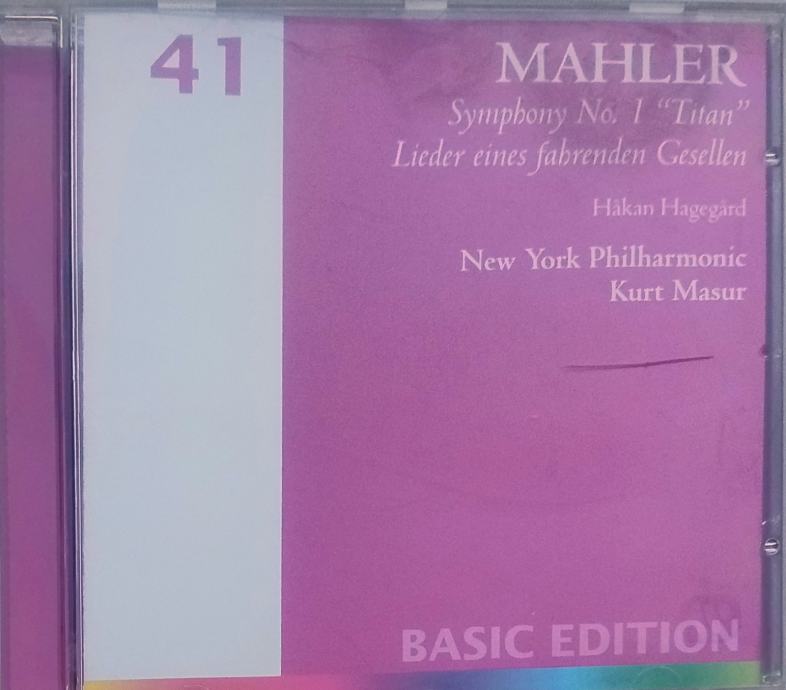 41
MAHLER
Symphony No. 1 “Titan”
Lieder eines fahrenden Gesellen
Håkan Hagegård
New York Philharmonic
Kurt Masur
BASIC EDITION